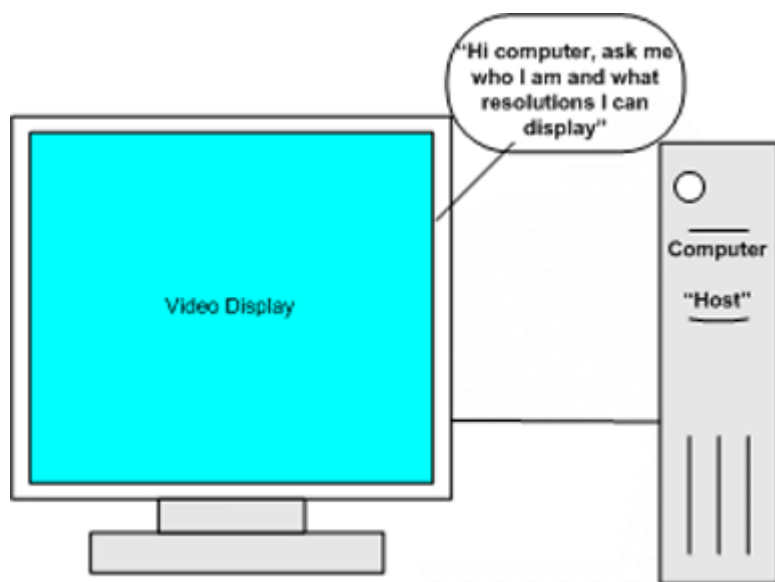 “Hi computer, ask me
who I am and what
resolutions I can
display”
Computer
“Host”
Video Display